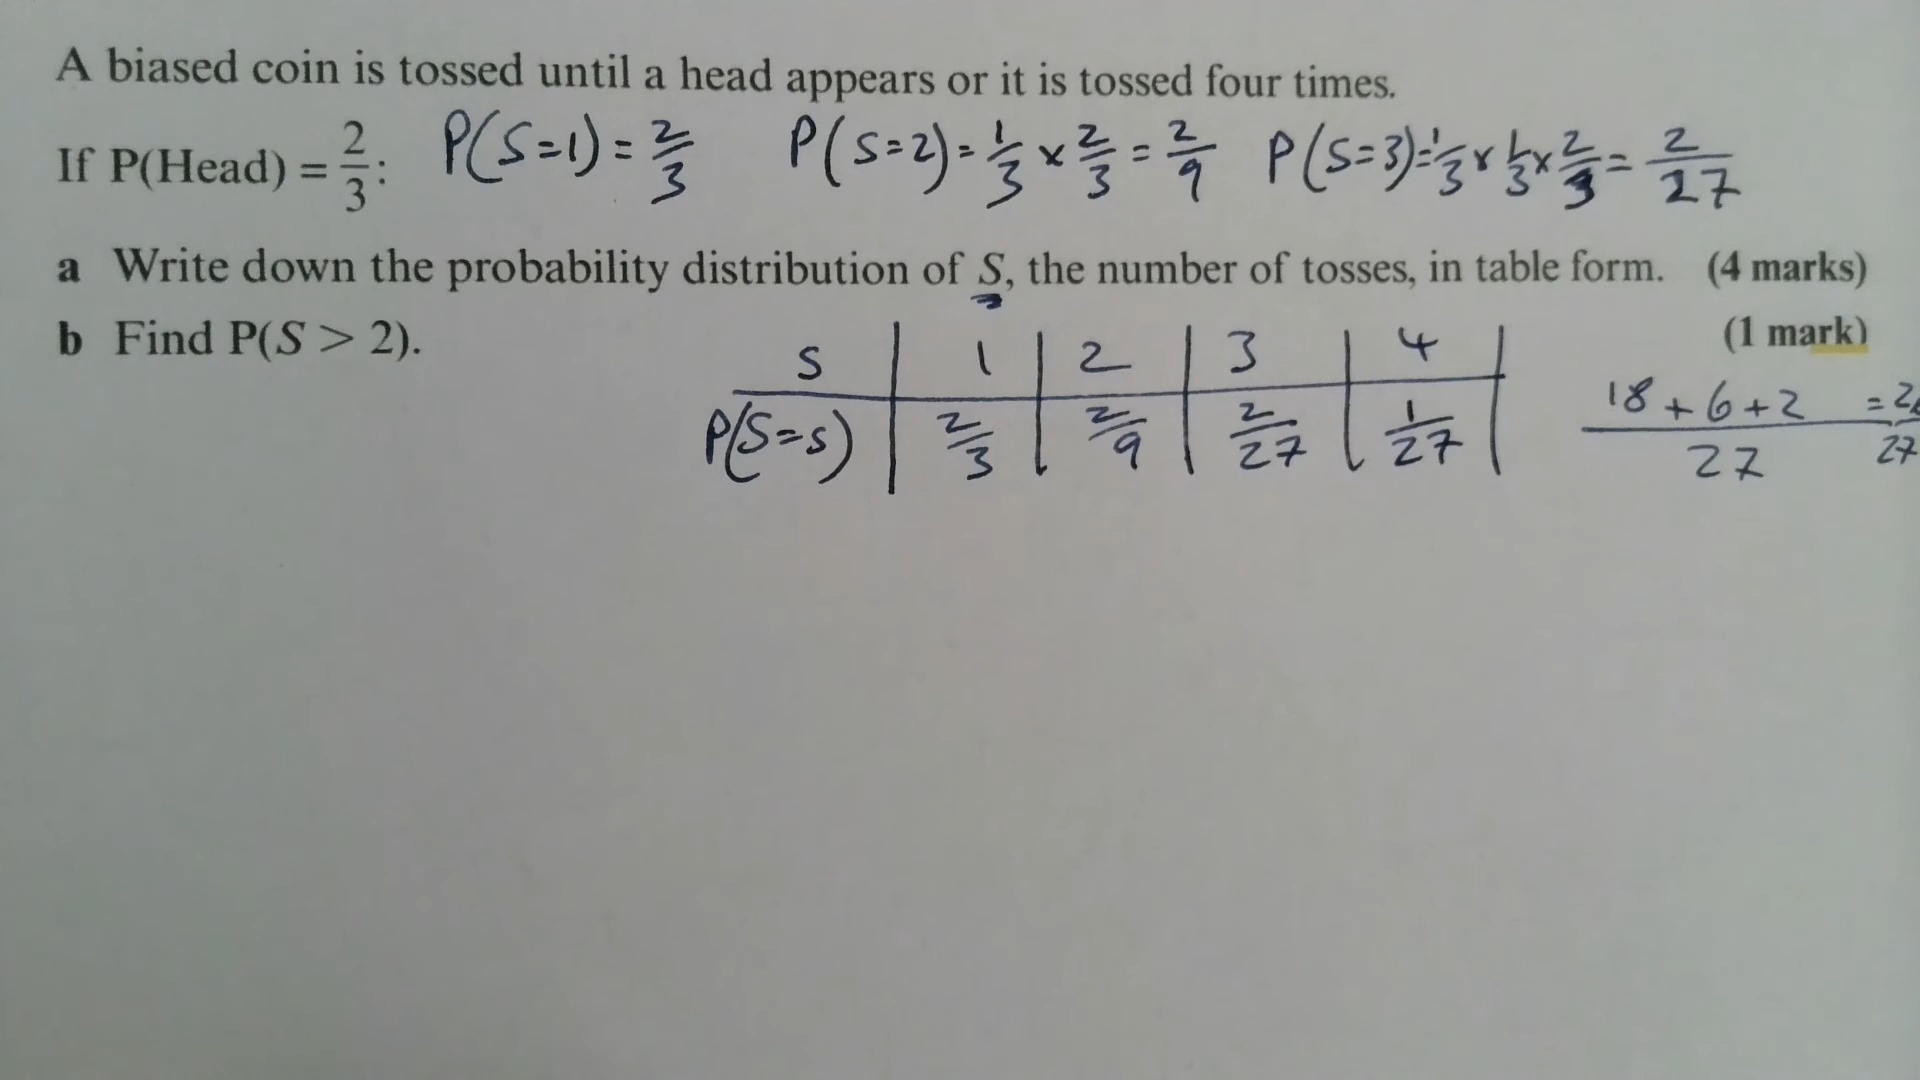 A biased coin is tossed until a head appears or it is tossed four times.
If P(Head) = 2/3: P(S=1) = 2/3 P(S=2) = 1/3 × 2/3 = 2/9 P(S=3) = 1/3 × 1/3 × 2/3 = 2/27
a Write down the probability distribution of S, the number of tosses, in table form. (4 marks)
b Find P(S > 2). (1 mark)
s | 1 | 2 | 3 | 4 |
P(S=s) | 2/3 | 2/9 | 2/27 | 1/27 |
18 + 6 + 2 / 27 = 26/27